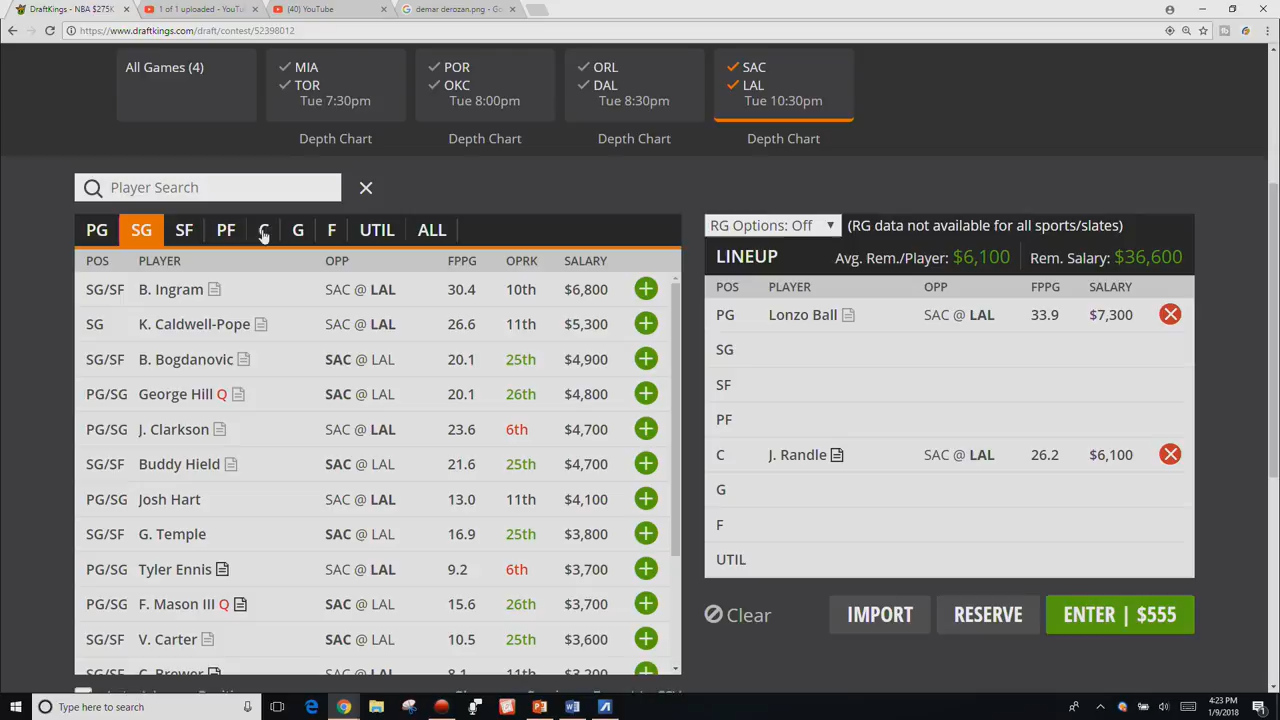 DraftKings - NBA $275K
1 of 1 uploaded - YouTu
(40) YouTube
demar derozan.png - Go
https://www.draftkings.com/draft/contest/52398012
All Games (4)
MIA
TOR
Tue 7:30pm
POR
OKC
Tue 8:00pm
ORL
DAL
Tue 8:30pm
SAC
LAL
Tue 10:30pm
Depth Chart Depth Chart Depth Chart Depth Chart
Player Search
PG SG SF PF C G F UTIL ALL
POS PLAYER OPP FPPG OPRK SALARY
SG/SF B. Ingram SAC @ LAL 30.4 10th $6,800
SG K. Caldwell-Pope SAC @ LAL 26.6 11th $5,300
SG/SF B. Bogdanovic SAC @ LAL 20.1 25th $4,900
PG/SG George Hill Q SAC @ LAL 20.1 26th $4,800
PG/SG J. Clarkson SAC @ LAL 23.6 6th $4,700
SG/SF Buddy Hield SAC @ LAL 21.6 25th $4,700
PG/SG Josh Hart SAC @ LAL 13.0 11th $4,100
SG/SF G. Temple SAC @ LAL 16.9 25th $3,800
PG/SG Tyler Ennis SAC @ LAL 9.2 6th $3,700
PG/SG F. Mason III Q SAC @ LAL 15.6 26th $3,700
SG/SF V. Carter SAC @ LAL 10.5 25th $3,600
SG/SF C. Brewer SAC @ LAL 8.1 11th $3,200
RG Options: Off (RG data not available for all sports/slates)
LINEUP Avg. Rem./Player: $6,100 Rem. Salary: $36,600
POS PLAYER OPP FPPG SALARY
PG Lonzo Ball SAC @ LAL 33.9 $7,300
SG
SF
PF
C J. Randle SAC @ LAL 26.2 $6,100
G
F
UTIL
Clear IMPORT RESERVE ENTER | $555
Type here to search
4:23 PM
1/9/2018